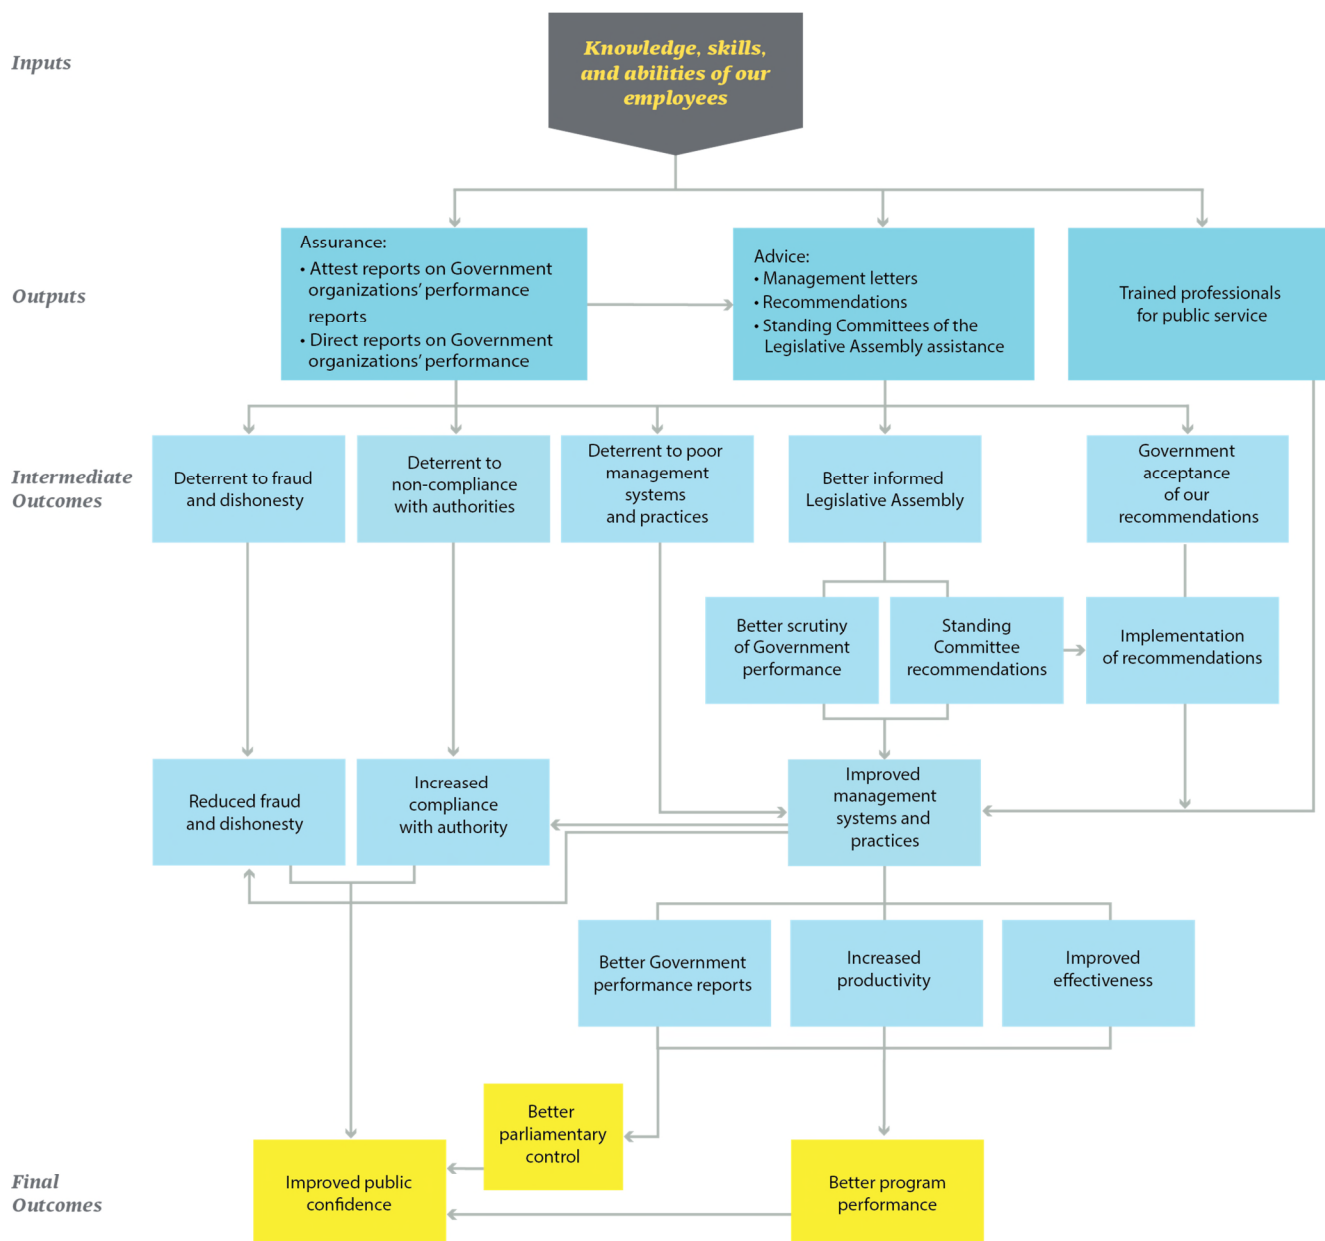 Inputs
Knowledge, skills,
and abilities of our
employees
Outputs
Assurance:
• Attest reports on Government
organizations' performance
reports
• Direct reports on Government
organizations' performance
Advice:
• Management letters
• Recommendations
• Standing Committees of the
Legislative Assembly assistance
Trained professionals
for public service
Intermediate
Outcomes
Deterrent to fraud
and dishonesty
Deterrent to
non-compliance
with authorities
Deterrent to poor
management
systems
and practices
Better informed
Legislative Assembly
Government
acceptance
of our
recommendations
Better scrutiny
of Government
performance
Standing
Committee
recommendations
Implementation
of recommendations
Reduced fraud
and dishonesty
Increased
compliance
with authority
Improved
management
systems and
practices
Better Government
performance reports
Increased
productivity
Improved
effectiveness
Final
Outcomes
Better
parliamentary
control
Improved public
confidence
Better program
performance